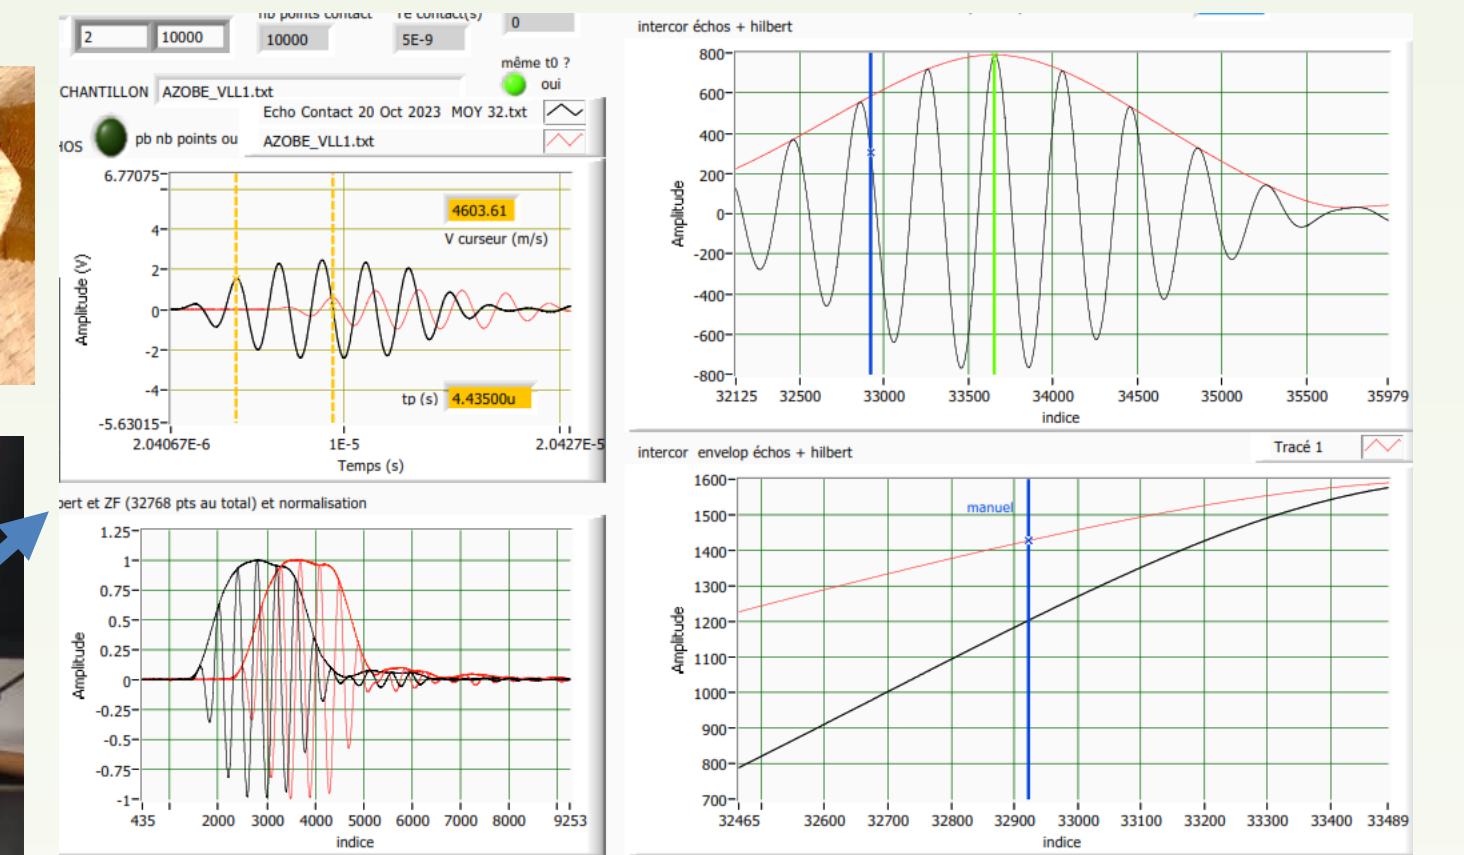 nb points contact
Te contact(s)
0
2
10000
10000
5E-9
même t0 ?
oui
CHANTILLON
AZOBE_VLL1.txt
Echo Contact 20 Oct 2023 MOY 32.txt
HOS
pb nb points ou
AZOBE_VLL1.txt
6.77075
4
2
0
-2
-4
-5.63015
Amplitude (V)
4603.61
V curseur (m/s)
tp (s)
4.43500u
2.04067E-6
1E-5
2.0427E-5
Temps (s)
bert et ZF (32768 pts au total) et normalisation
1.25
1
0.75
0.5
0.25
0
-0.25
-0.5
-0.75
-1
Amplitude
435
2000
3000
4000
5000
6000
7000
8000
9253
indice
intercor échos + hilbert
800
600
400
200
0
-200
-400
-600
-800
Amplitude
32125
32500
33000
33500
34000
34500
35000
35500
35979
indice
intercor envelop échos + hilbert
Tracé 1
manuel
1600
1500
1400
1300
1200
1100
1000
900
800
700
Amplitude
32465
32600
32700
32800
32900
33000
33100
33200
33300
33400
33489
indice